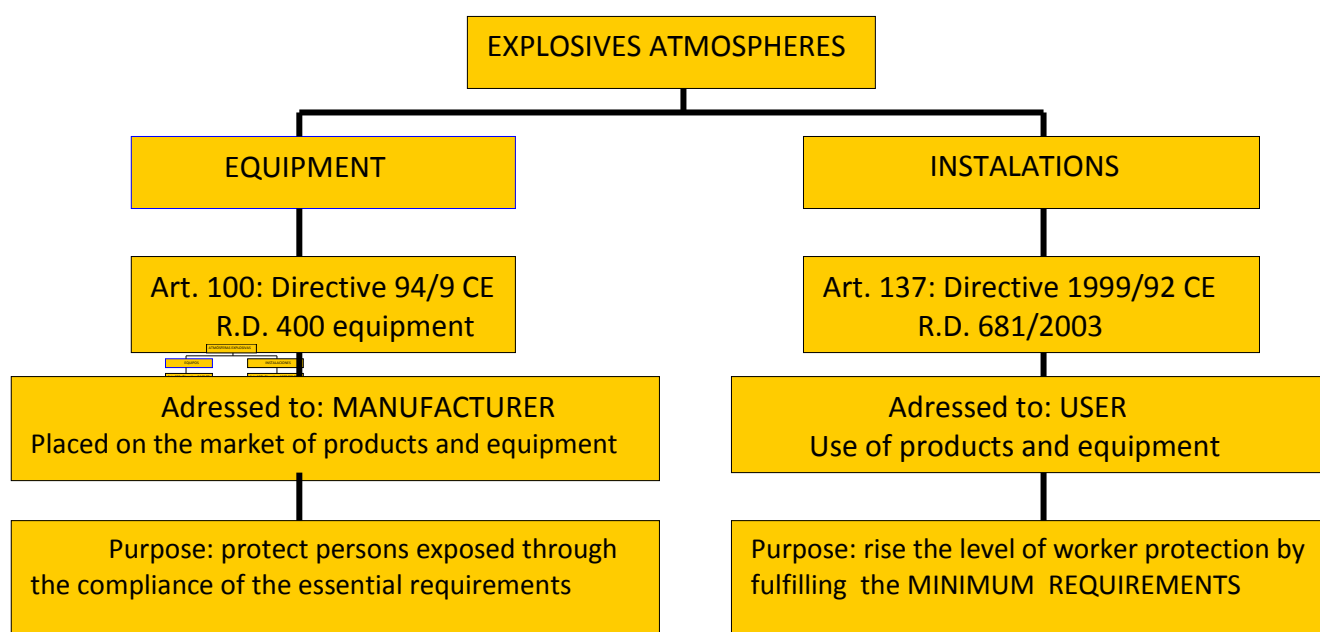 EXPLOSIVES ATMOSPHERES
EQUIPMENT
INSTALATIONS
Art. 100: Directive 94/9 CE
R.D. 400 equipment
Art. 137: Directive 1999/92 CE
R.D. 681/2003
EQUIPOS
INSTALACIONES
Adressed to: MANUFACTURER
Placed on the market of products and equipment
Adressed to: USER
Use of products and equipment
Purpose: protect persons exposed through
the compliance of the essential requirements
Purpose: rise the level of worker protection by
fulfilling the MINIMUM REQUIREMENTS